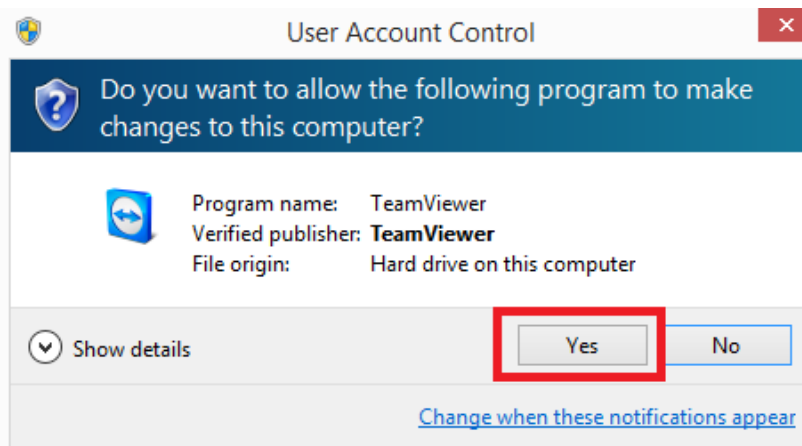 User Account Control
Do you want to allow the following program to make
changes to this computer?
Program name: TeamViewer
Verified publisher: TeamViewer
File origin: Hard drive on this computer
Show details
Yes
No
Change when these notifications appear